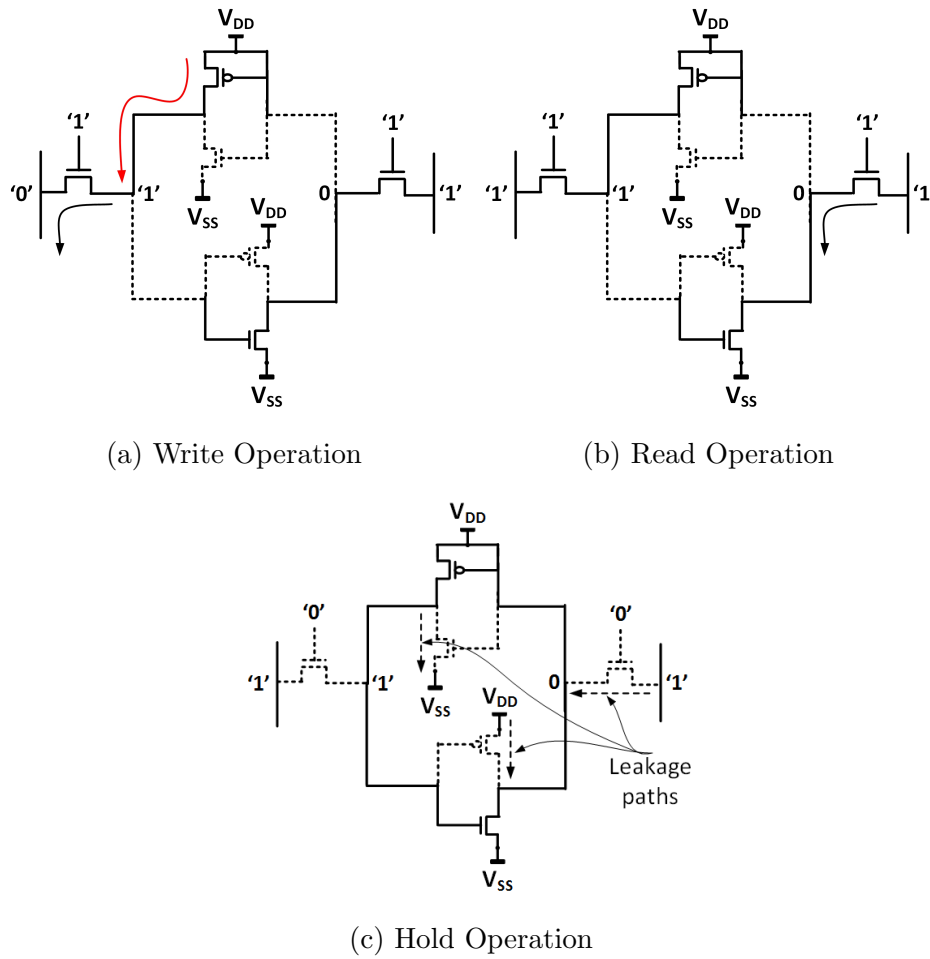 VDD
'1'
'1'
'0'
'1'
0
'1'
VSS
VDD
VSS
(a) Write Operation
VDD
'1'
'1'
'1'
'1'
0
'1
VSS
VDD
VSS
(b) Read Operation
VDD
'0'
'0'
'1'
'1'
0
'1'
VSS
VDD
Leakage
paths
VSS
(c) Hold Operation